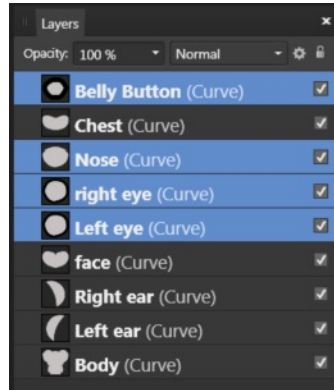 Layers
Opacity: 100 % Normal
Belly Button (Curve)
Chest (Curve)
Nose (Curve)
right eye (Curve)
Left eye (Curve)
face (Curve)
Right ear (Curve)
Left ear (Curve)
Body (Curve)